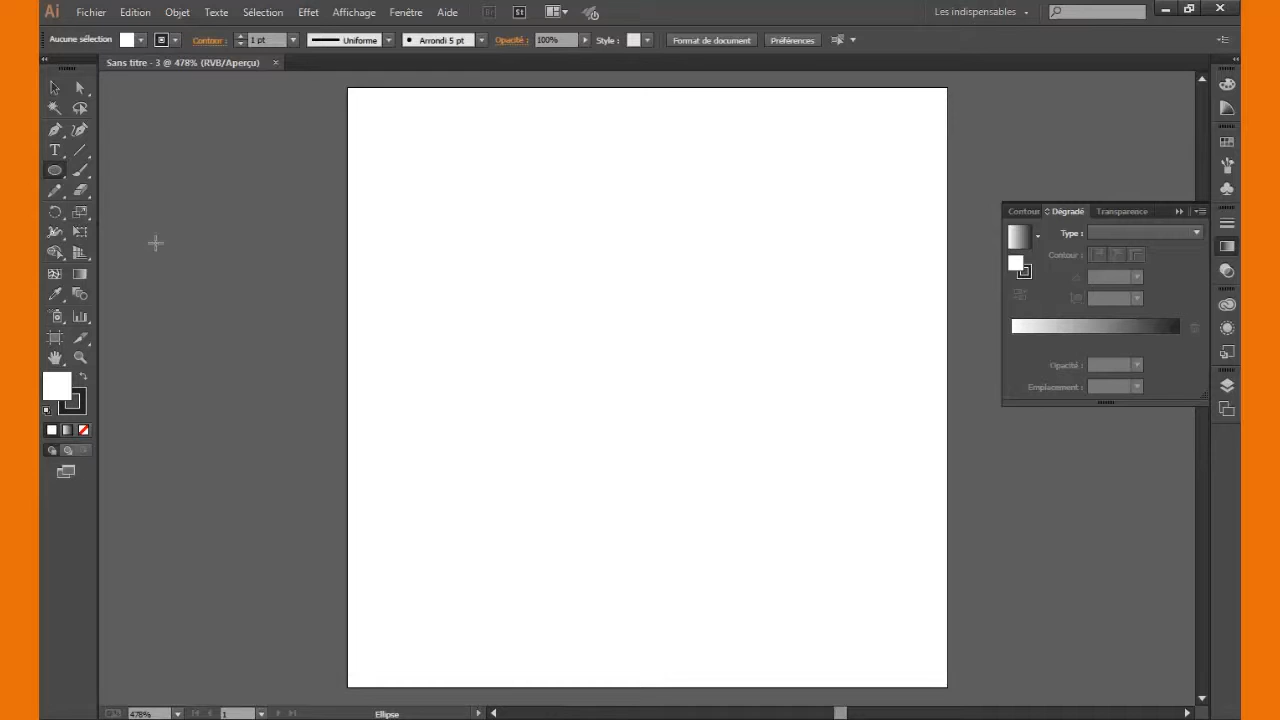 Ai Fichier Edition Objet Texte Sélection Effet Affichage Fenêtre Aide Br St Les indispensables
Aucune sélection Contour : 1 pt Uniforme Arrondi 5 pt Opacité : 100% Style : Format de document Préférences
Sans titre - 3 @ 478% (RVB/Aperçu) ×
T
Contour Dégradé Transparence
Type :
Contour :
Opacité :
Emplacement :
478% 1 Ellipse